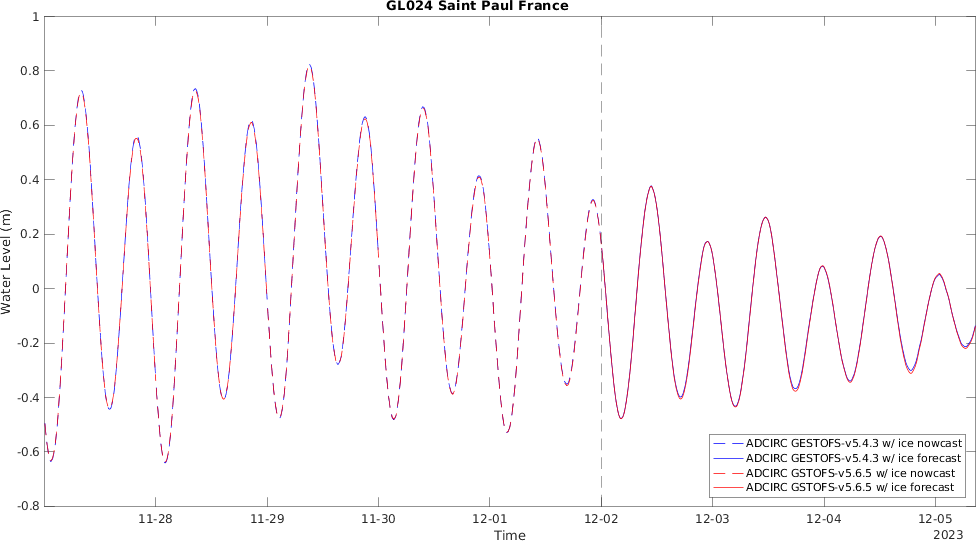 GL024 Saint Paul France
1
0.8
0.6
0.4
0.2
0
-0.2
-0.4
-0.6
-0.8
Water Level (m)
ADCIRC GESTOFS-v5.4.3 w/ ice nowcast
ADCIRC GESTOFS-v5.4.3 w/ ice forecast
ADCIRC GSTOFS-v5.6.5 w/ ice nowcast
ADCIRC GSTOFS-v5.6.5 w/ ice forecast
11-28 11-29 11-30 12-01 12-02 12-03 12-04 12-05
Time
2023